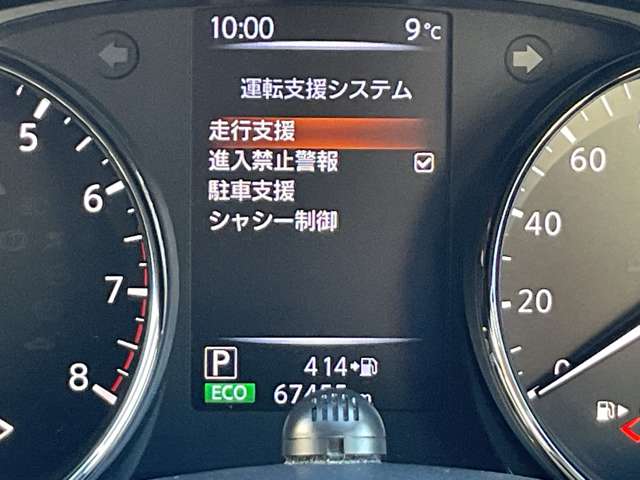 10:00 9℃
運転支援システム
走行支援
進入禁止警報
駐車支援
シャシー制御
P 414
ECO
5
6
7
8
60
40
20
0